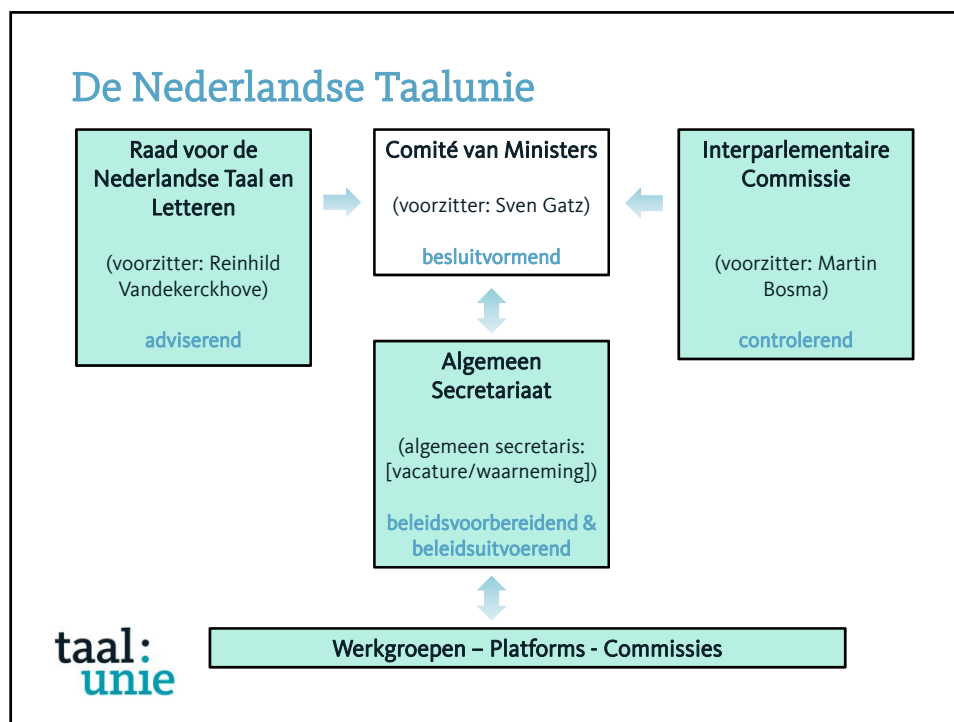 De Nederlandse Taalunie
Raad voor de
Nederlandse Taal en
Letteren
(voorzitter: Reinhild
Vandekerckhove)
adviserend
Comité van Ministers
(voorzitter: Sven Gatz)
besluitvormend
Interparlementaire
Commissie
(voorzitter: Martin
Bosma)
controlerend
Algemeen
Secretariaat
(algemeen secretaris:
[vacature/waarneming])
beleidsvoorbereidend &
beleidsuitvoerend
Werkgroepen – Platforms - Commissies
taal:
unie